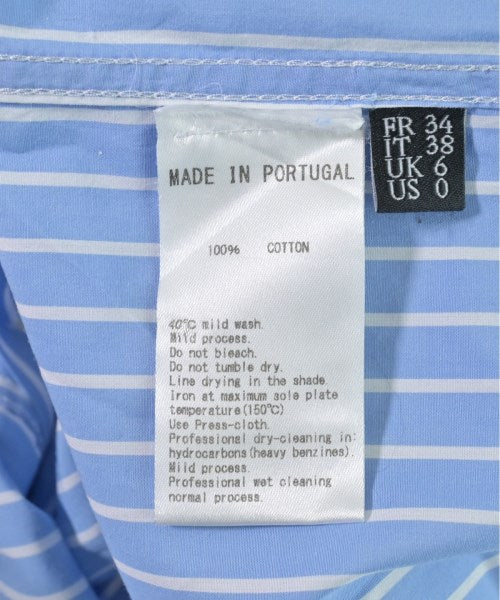 MADE IN PORTUGAL
100% COTTON
40°C mild wash.
Mild process.
Do not bleach.
Do not tumble dry.
Line drying in the shade
Iron at maximum sole plate
temperature(150°C)
Use Press-cloth.
Professional dry-cleaning in:
hydrocarbons(heavy benzines).
Mild process.
Professional wet cleaning
normal process.
FR 34
IT 38
UK 6
US 0